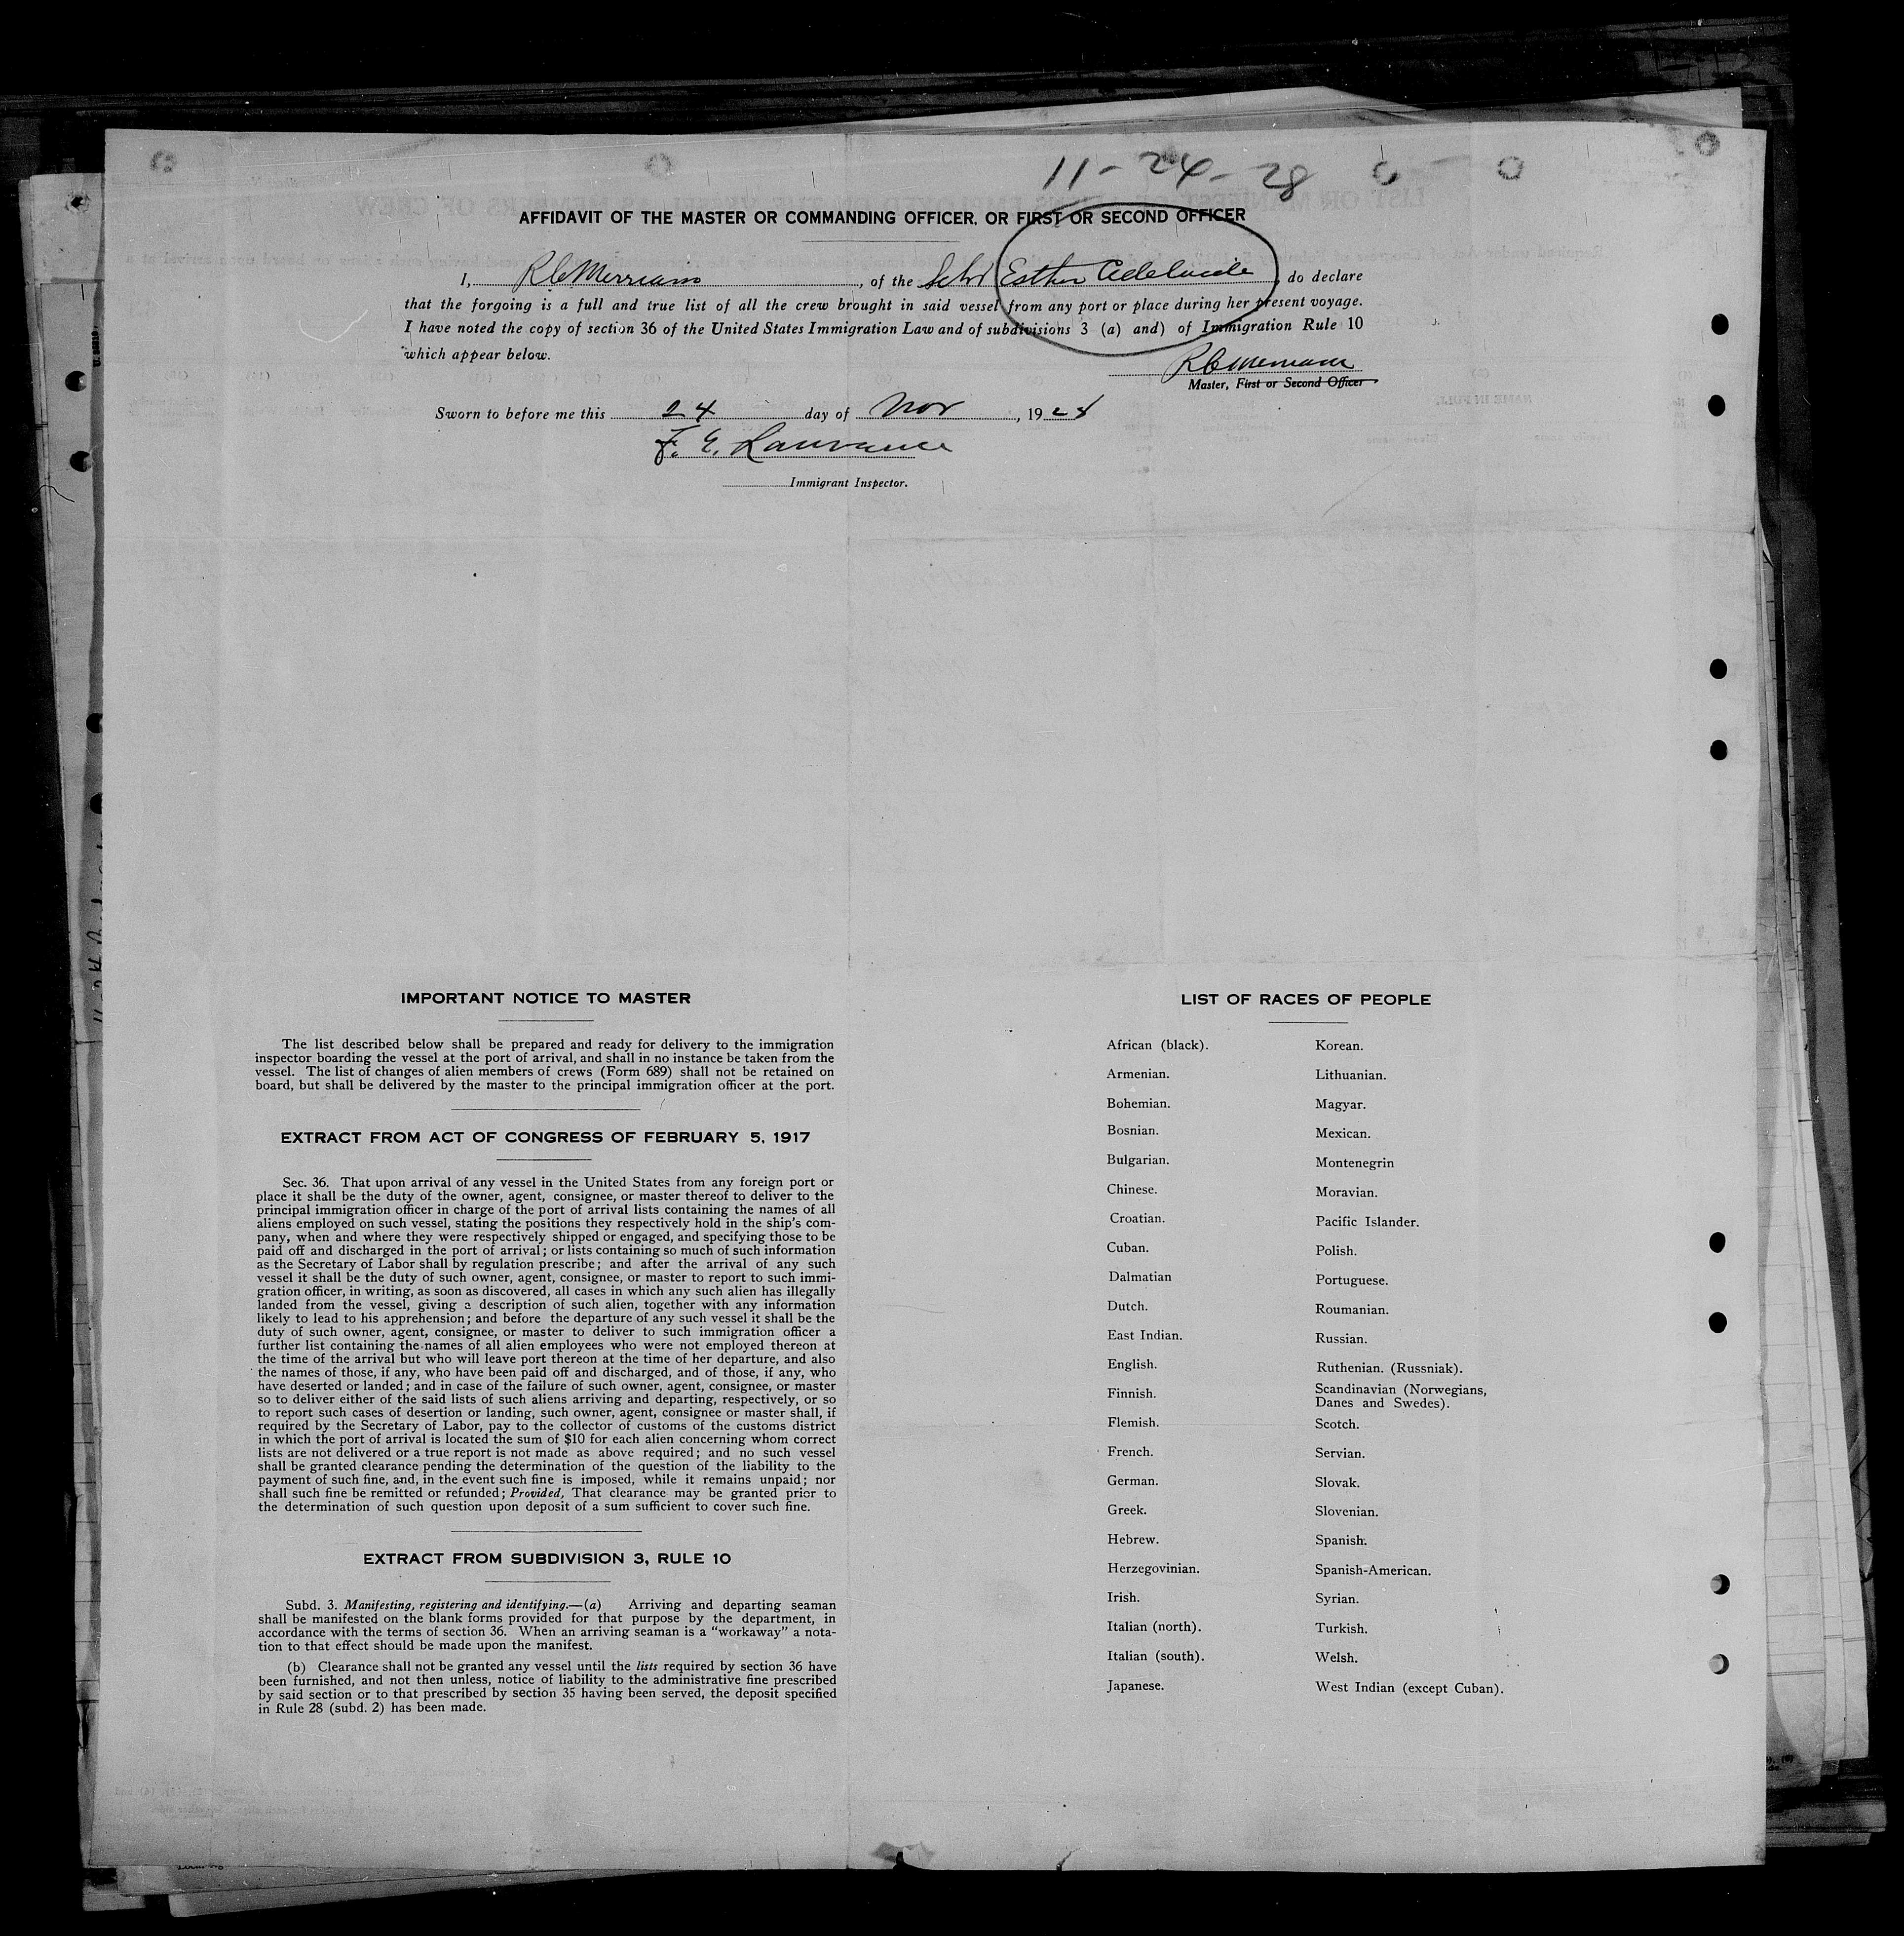 11-24-28
AFFIDAVIT OF THE MASTER OR COMMANDING OFFICER, OR FIRST OR SECOND OFFICER
I, R C Merriam, of the Schr Esther Adelaide, do declare
that the forgoing is a full and true list of all the crew brought in said vessel from any port or place during her present voyage.
I have noted the copy of section 36 of the United States Immigration Law and of subdivisions 3 (a) and) of Immigration Rule 10
which appear below.
R C Merriam
Master, First or Second Officer
Sworn to before me this 24 day of Nov, 1928
F. E. Lawrance
Immigrant Inspector.
IMPORTANT NOTICE TO MASTER
The list described below shall be prepared and ready for delivery to the immigration
inspector boarding the vessel at the port of arrival, and shall in no instance be taken from the
vessel. The list of changes of alien members of crews (Form 689) shall not be retained on
board, but shall be delivered by the master to the principal immigration officer at the port.
EXTRACT FROM ACT OF CONGRESS OF FEBRUARY 5, 1917
Sec. 36. That upon arrival of any vessel in the United States from any foreign port or
place it shall be the duty of the owner, agent, consignee, or master thereof to deliver to the
principal immigration officer in charge of the port of arrival lists containing the names of all
aliens employed on such vessel, stating the positions they respectively hold in the ship's com-
pany, when and where they were respectively shipped or engaged, and specifying those to be
paid off and discharged in the port of arrival; or lists containing so much of such information
as the Secretary of Labor shall by regulation prescribe; and after the arrival of any such
vessel it shall be the duty of such owner, agent, consignee, or master to report to such immi-
gration officer, in writing, as soon as discovered, all cases in which any such alien has illegally
landed from the vessel, giving a description of such alien, together with any information
likely to lead to his apprehension; and before the departure of any such vessel it shall be the
duty of such owner, agent, consignee, or master to deliver to such immigration officer a
further list containing the names of all alien employees who were not employed thereon at
the time of the arrival but who will leave port thereon at the time of her departure, and also
the names of those, if any, who have been paid off and discharged, and of those, if any, who
have deserted or landed; and in case of the failure of such owner, agent, consignee, or master
so to deliver either of the said lists of such aliens arriving and departing, respectively, or so
to report such cases of desertion or landing, such owner, agent, consignee or master shall, if
required by the Secretary of Labor, pay to the collector of customs of the customs district
in which the port of arrival is located the sum of $10 for each alien concerning whom correct
lists are not delivered or a true report is not made as above required; and no such vessel
shall be granted clearance pending the determination of the question of the liability to the
payment of such fine, and, in the event such fine is imposed, while it remains unpaid; nor
shall such fine be remitted or refunded; Provided, That clearance may be granted prior to
the determination of such question upon deposit of a sum sufficient to cover such fine.
EXTRACT FROM SUBDIVISION 3, RULE 10
Subd. 3. Manifesting, registering and identifying.—(a) Arriving and departing seaman
shall be manifested on the blank forms provided for that purpose by the department, in
accordance with the terms of section 36. When an arriving seaman is a "workaway" a nota-
tion to that effect should be made upon the manifest.
(b) Clearance shall not be granted any vessel until the lists required by section 36 have
been furnished, and not then unless, notice of liability to the administrative fine prescribed
by said section or to that prescribed by section 35 having been served, the deposit specified
in Rule 28 (subd. 2) has been made.
LIST OF RACES OF PEOPLE
African (black).
Armenian.
Bohemian.
Bosnian.
Bulgarian.
Chinese.
Croatian.
Cuban.
Dalmatian
Dutch.
East Indian.
English.
Finnish.
Flemish.
French.
German.
Greek.
Hebrew.
Herzegovinian.
Irish.
Italian (north).
Italian (south).
Japanese.
Korean.
Lithuanian.
Magyar.
Mexican.
Montenegrin
Moravian.
Pacific Islander.
Polish.
Portuguese.
Roumanian.
Russian.
Ruthenian. (Russniak).
Scandinavian (Norwegians,
Danes and Swedes).
Scotch.
Servian.
Slovak.
Slovenian.
Spanish.
Spanish-American.
Syrian.
Turkish.
Welsh.
West Indian (except Cuban).